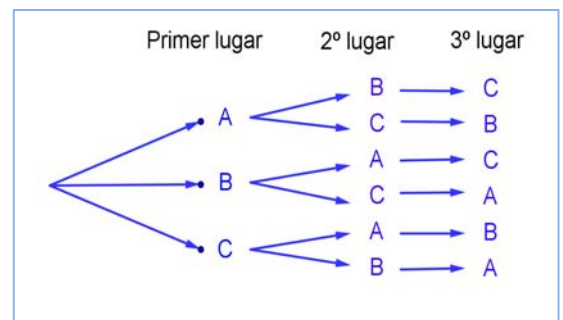 Primer lugar 2º lugar 3º lugar
B C
A
C B
A C
B
C A
A B
C
B A